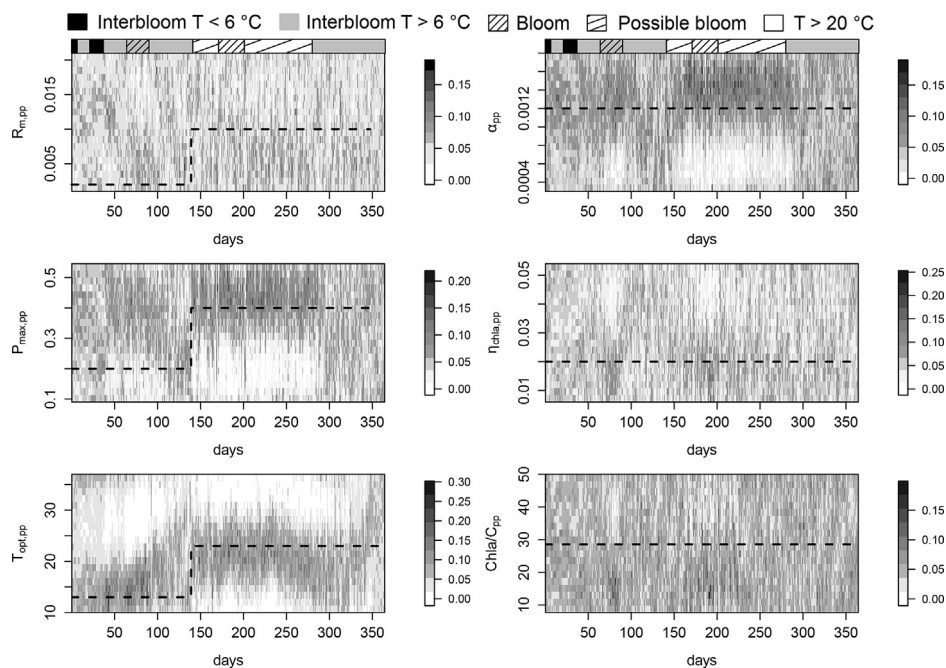 Interbloom T < 6 °C Interbloom T > 6 °C Bloom Possible bloom T > 20 °C
R_m,pp
0.005 0.015
50 100 150 200 250 300 350
days
0.15
0.10
0.05
0.00
α_pp
0.0004 0.0012
50 100 150 200 250 300 350
days
0.15
0.10
0.05
0.00
P_max,pp
0.1 0.3 0.5
50 100 150 200 250 300 350
days
0.20
0.15
0.10
0.05
0.00
η_chla,pp
0.01 0.03 0.05
50 100 150 200 250 300 350
days
0.25
0.20
0.15
0.10
0.05
0.00
T_opt,pp
10 20 30
50 100 150 200 250 300 350
days
0.30
0.25
0.20
0.15
0.10
0.05
0.00
Chla/C_pp
10 20 30 40 50
50 100 150 200 250 300 350
days
0.15
0.10
0.05
0.00